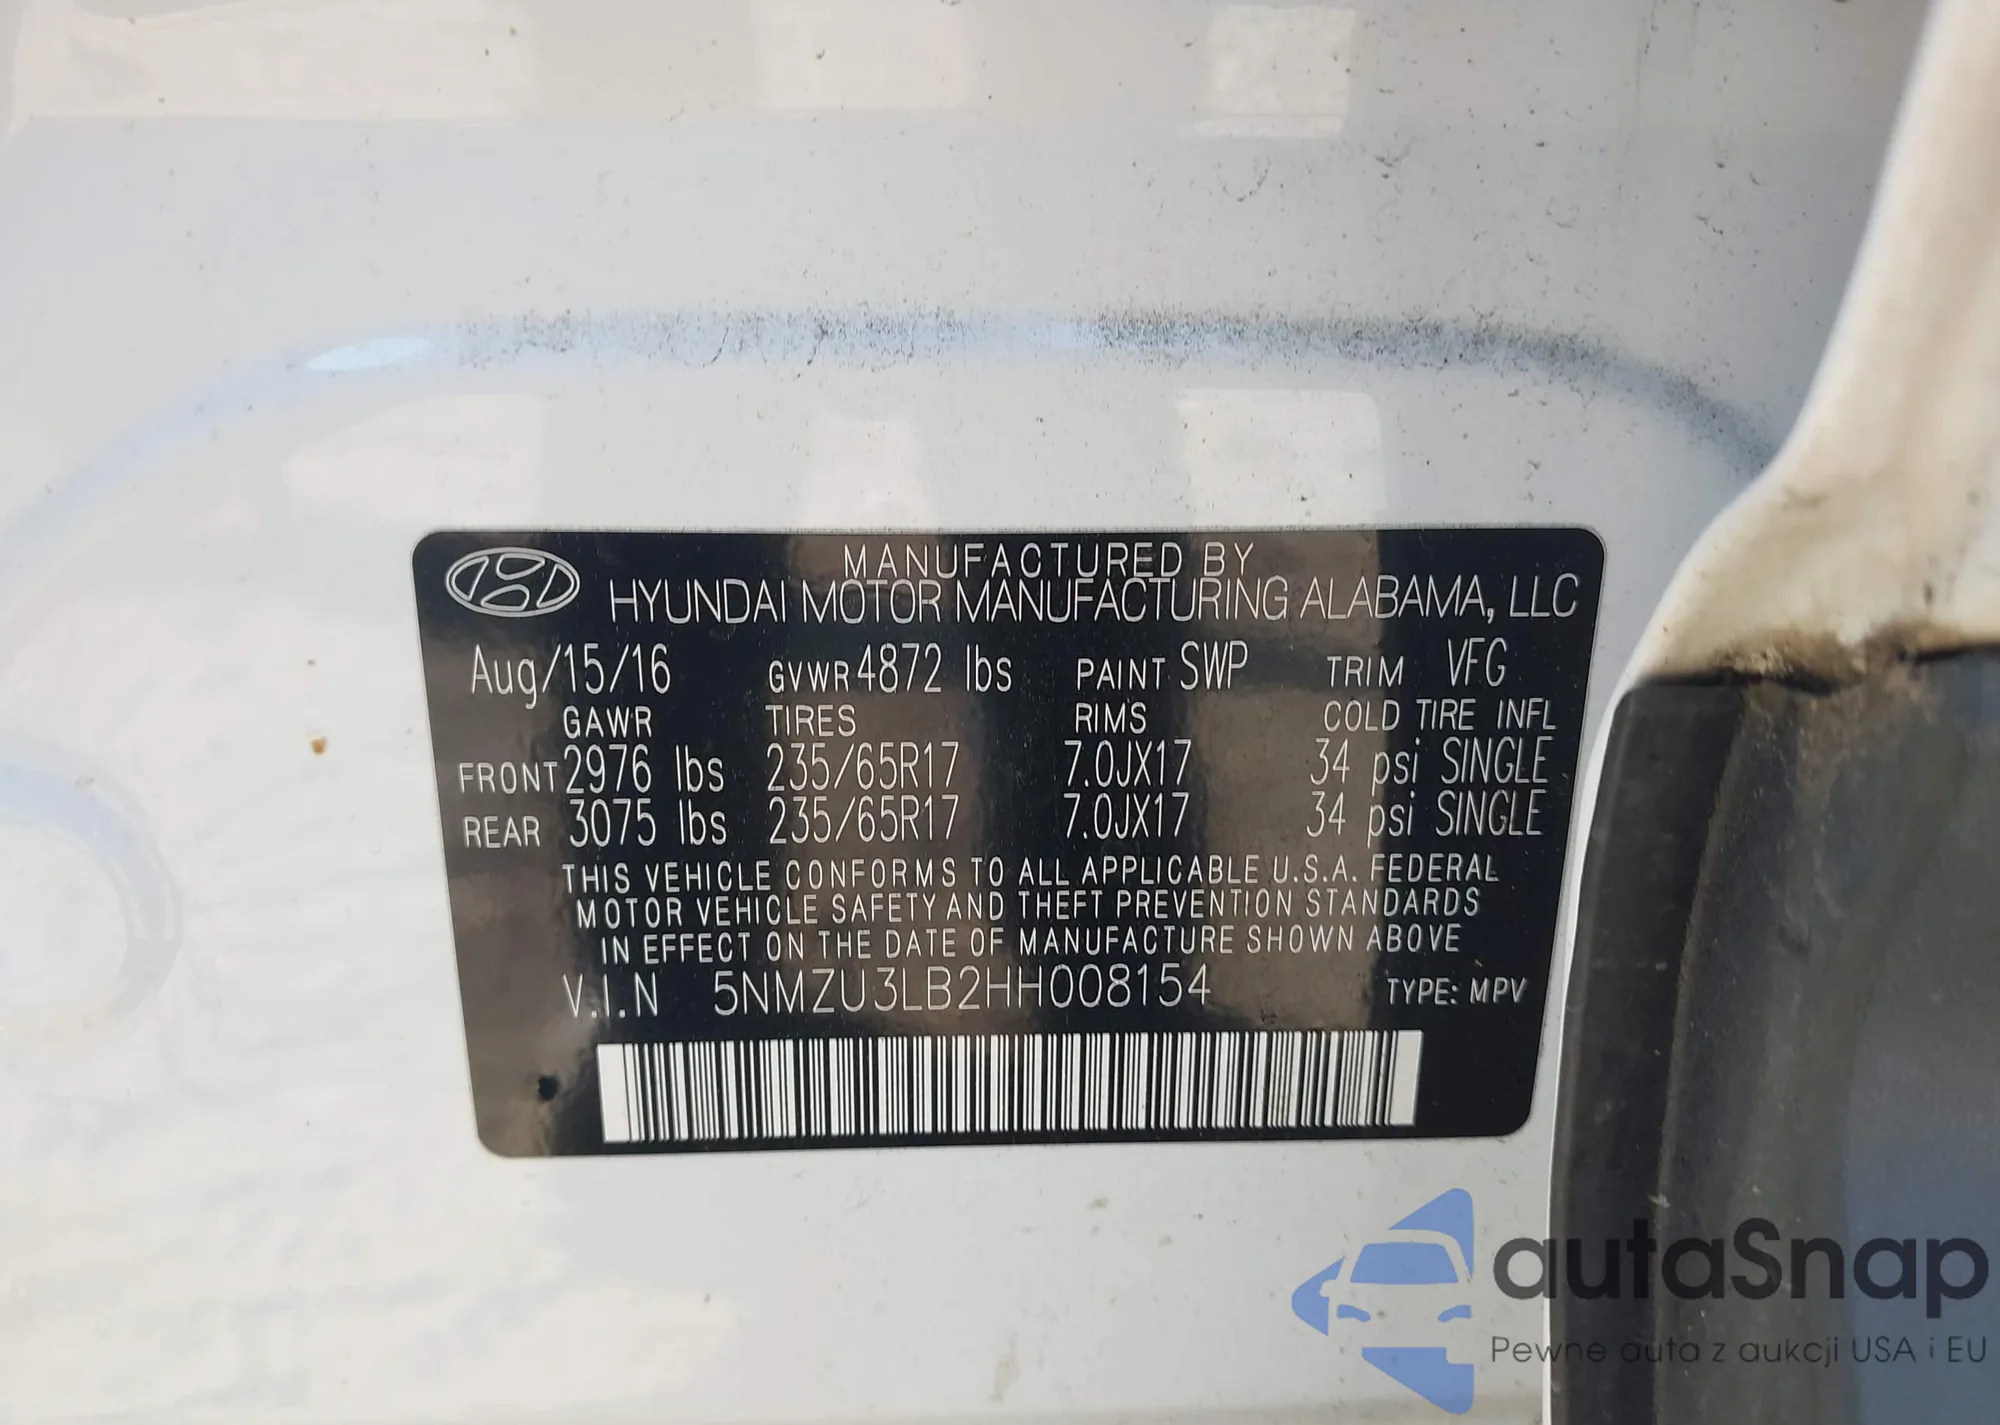 MANUFACTURED BY
HYUNDAI MOTOR MANUFACTURING ALABAMA, LLC
Aug/15/16 GVWR 4872 lbs PAINT SWP TRIM VFG
GAWR TIRES RIMS COLD TIRE INFL
FRONT 2976 lbs 235/65R17 7.0JX17 34 psi SINGLE
REAR 3075 lbs 235/65R17 7.0JX17 34 psi SINGLE
THIS VEHICLE CONFORMS TO ALL APPLICABLE U.S.A. FEDERAL
MOTOR VEHICLE SAFETY AND THEFT PREVENTION STANDARDS
IN EFFECT ON THE DATE OF MANUFACTURE SHOWN ABOVE
V.I.N 5NMZU3LB2HH008154 TYPE: MPV
autaSnap
Pewne auta z aukcji USA i EU